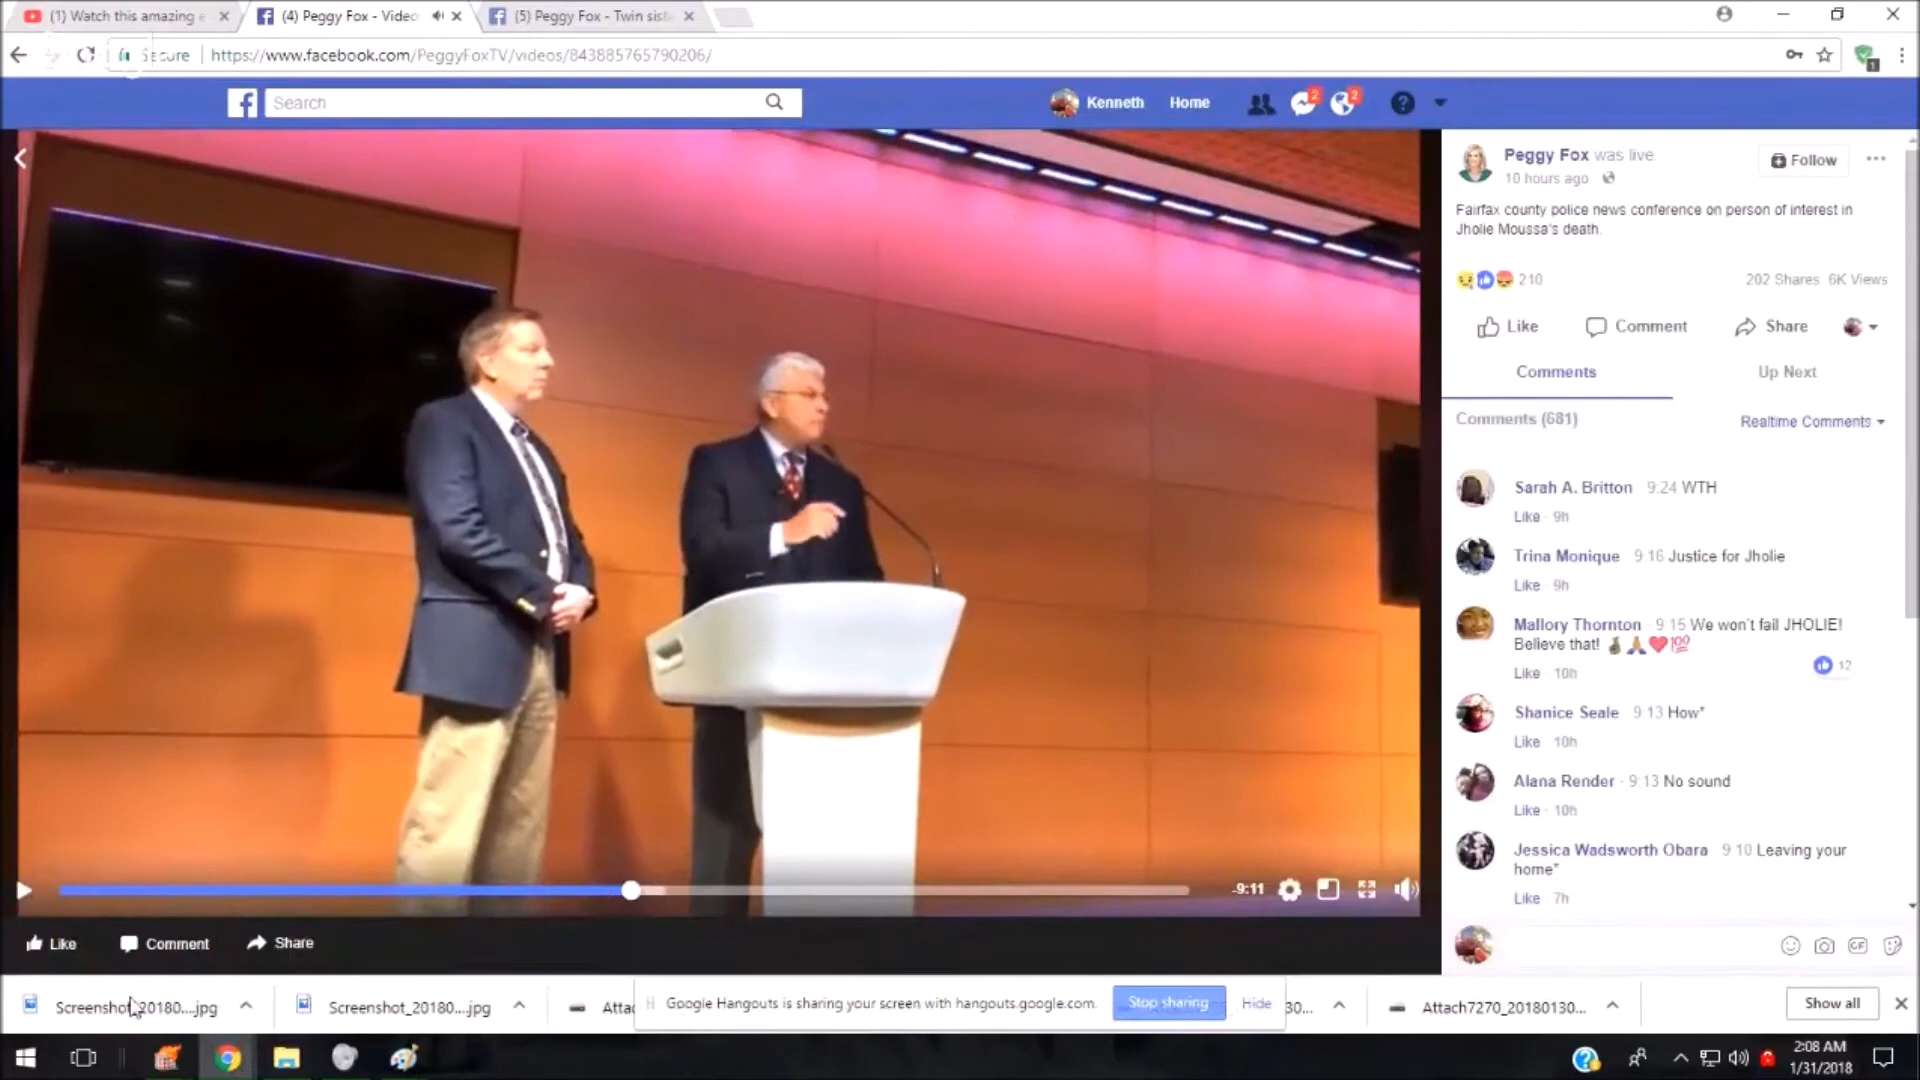 (1) Watch this amazing e
(4) Peggy Fox - Video
(5) Peggy Fox - Twin sist
Secure
https://www.facebook.com/PeggyFoxTV/videos/843885765790206/
1
Search
Kenneth
Home
2
2
Peggy Fox was live
Follow
10 hours ago
Fairfax county police news conference on person of interest in
Jholie Moussa's death.
210
202 Shares 6K Views
Like
Comment
Share
Comments
Up Next
Comments (681)
Realtime Comments
Sarah A. Britton 9:24 WTH
Like · 9h
Trina Monique 9:16 Justice for Jholie
Like · 9h
Mallory Thornton · 9:15 We won't fail JHOLIE!
Believe that! 💯
12
Like · 10h
Shanice Seale 9:13 How*
Like · 10h
Alana Render · 9:13 No sound
Like · 10h
Jessica Wadsworth Obara 9:10 Leaving your
home*
Like · 7h
-9:11
Like
Comment
Share
GIF
Screenshot_20180....jpg
Screenshot_20180....jpg
Attac
Google Hangouts is sharing your screen with hangouts.google.com.
Stop sharing
Hide
30...
Attach7270_20180130...
Show all
2:08 AM
1/31/2018